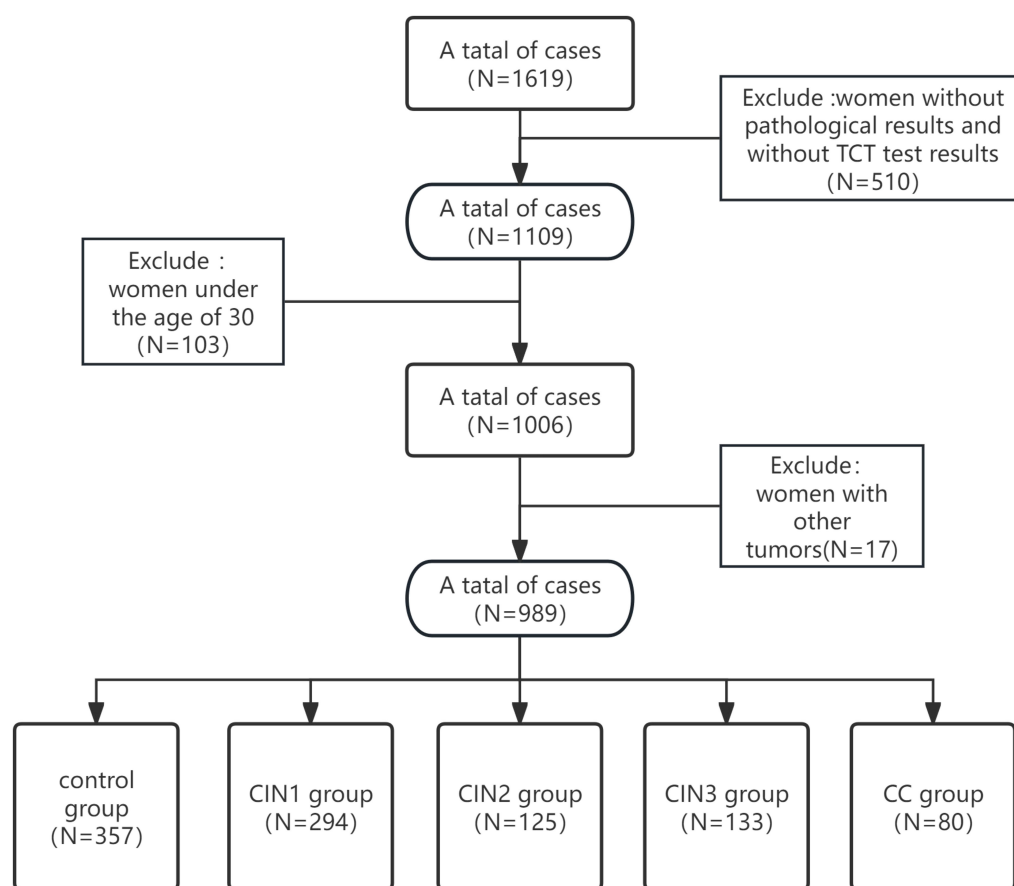 A tatal of cases
(N=1619)
Exclude :women without
pathological results and
without TCT test results
(N=510)
A tatal of cases
(N=1109)
Exclude：
women under
the age of 30
(N=103)
A tatal of cases
(N=1006)
Exclude：
women with
other
tumors(N=17)
A tatal of cases
(N=989)
control
group
(N=357)
CIN1 group
(N=294)
CIN2 group
(N=125)
CIN3 group
(N=133)
CC group
(N=80)